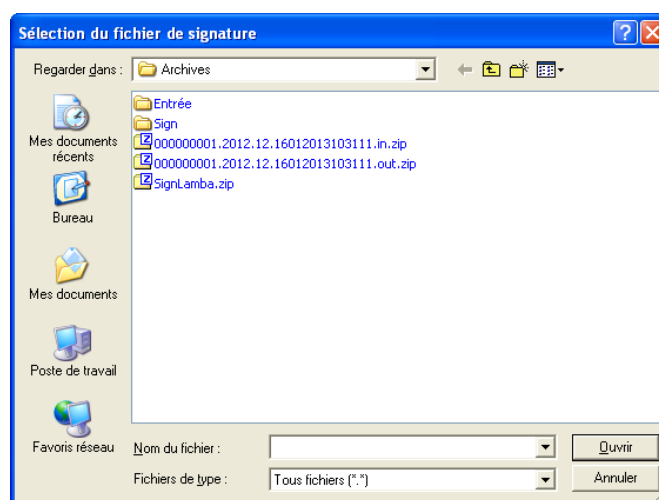 Sélection du fichier de signature
Regarder dans :
Archives
Mes documents
récents
Bureau
Mes documents
Poste de travail
Favoris réseau
Entrée
Sign
000000001.2012.12.16012013103111.in.zip
000000001.2012.12.16012013103111.out.zip
SignLamba.zip
Nom du fichier :
Ouvrir
Fichiers de type :
Tous fichiers (*.*)
Annuler